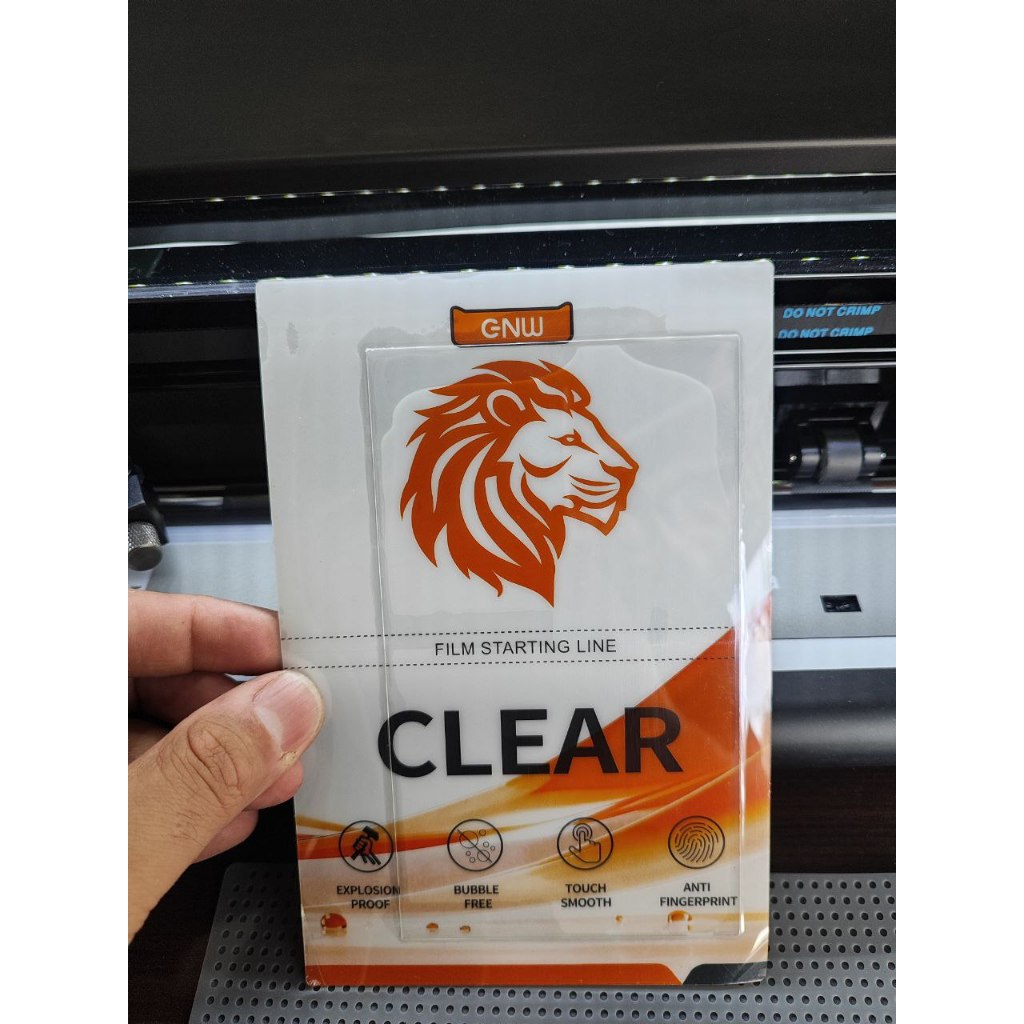 GNW
DO NOT CRIMP
DO NOT CRIMP
FILM STARTING LINE
CLEAR
EXPLOSION
PROOF
BUBBLE
FREE
TOUCH
SMOOTH
ANTI
FINGERPRINT